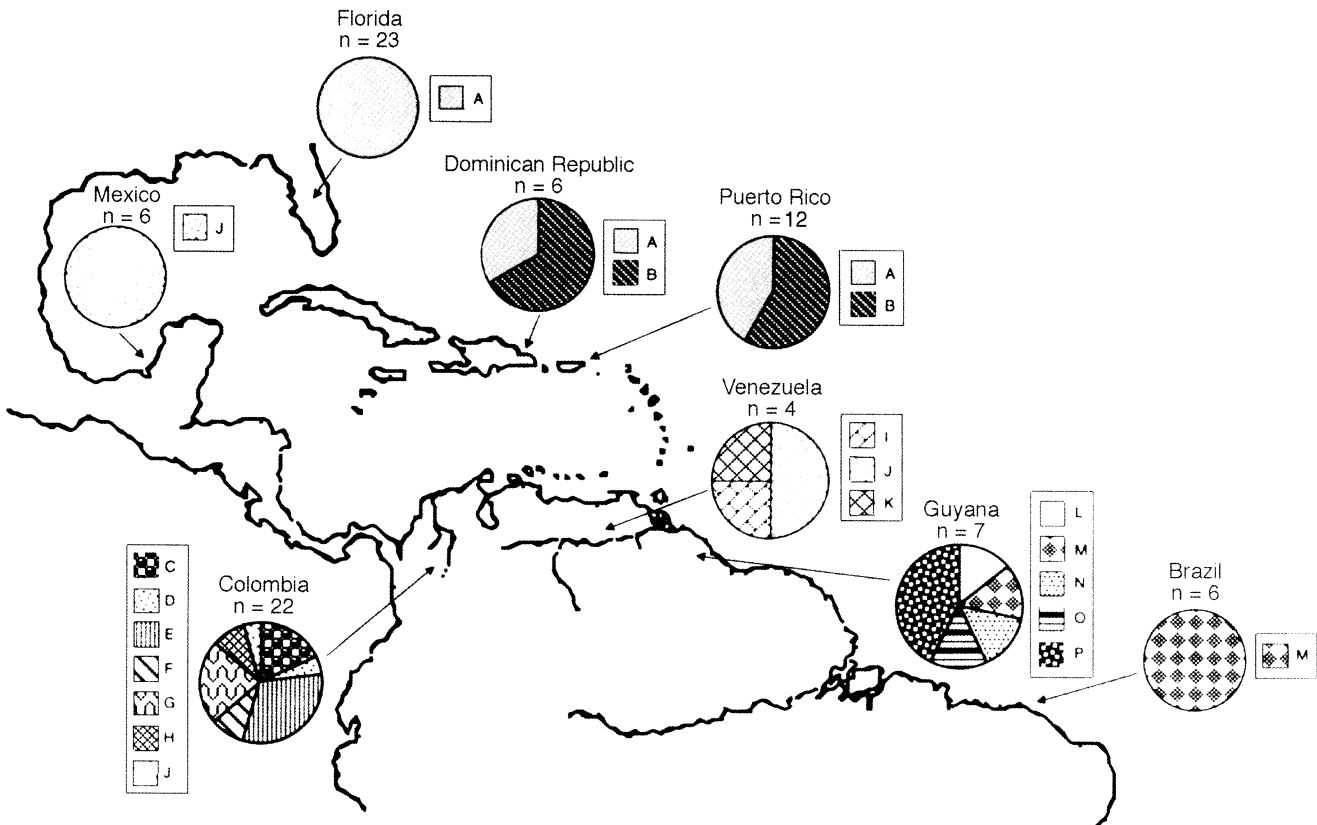 Florida
n = 23
A
Mexico
n = 6
J
Dominican Republic
n = 6
A
B
Puerto Rico
n = 12
A
B
Venezuela
n = 4
I
J
K
Guyana
n = 7
L
M
N
O
P
Brazil
n = 6
M
Colombia
n = 22
C
D
E
F
G
H
J